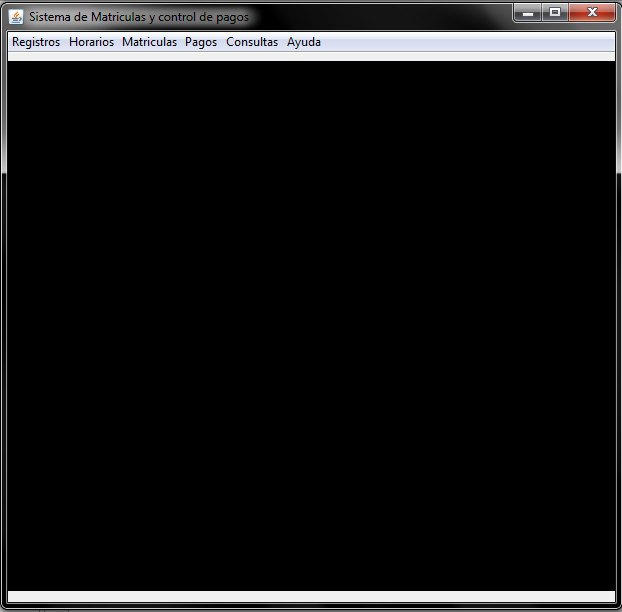 Sistema de Matriculas y control de pagos
Registros Horarios Matriculas Pagos Consultas Ayuda